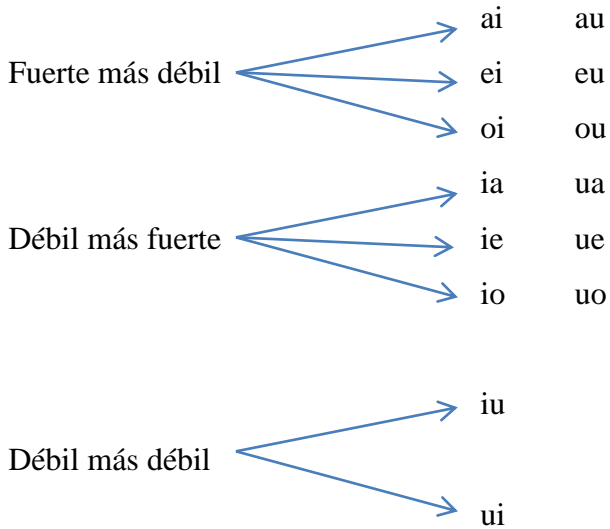 ai au
Fuerte más débil ei eu
oi ou
ia ua
Débil más fuerte ie ue
io uo
iu
Débil más débil
ui